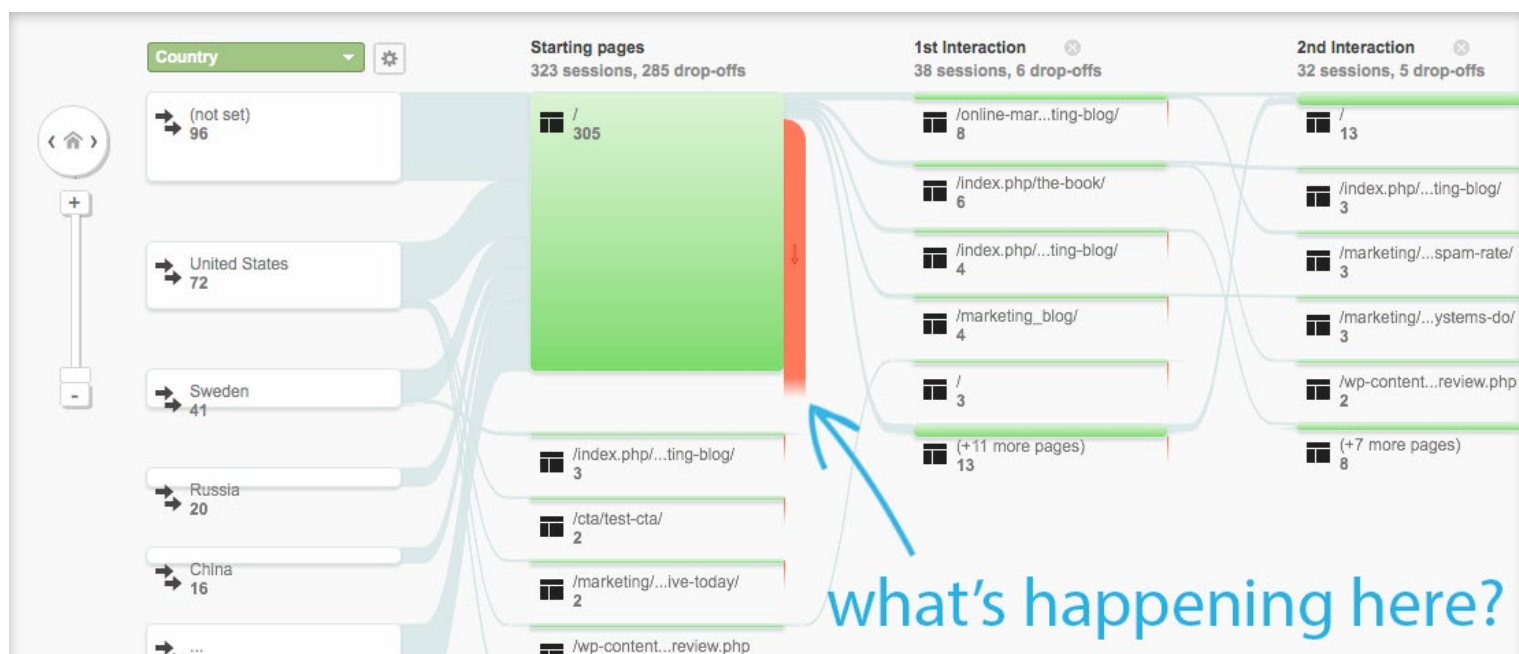 Country
(not set)
96
United States
72
Sweden
41
Russia
20
China
16
...
Starting pages
323 sessions, 285 drop-offs
/
305
/index.php/...ting-blog/
3
/cta/test-cta/
2
/marketing/...ive-today/
2
/wp-content...review.php
1st Interaction
38 sessions, 6 drop-offs
/online-mar...ting-blog/
8
/index.php/the-book/
6
/index.php/...ting-blog/
4
/marketing_blog/
4
/
3
(+11 more pages)
13
2nd Interaction
32 sessions, 5 drop-offs
/
13
/index.php/...ting-blog/
3
/marketing/...spam-rate/
3
/marketing/...ystems-do/
3
/wp-content...review.php
2
(+7 more pages)
8
+
-
what's happening here?